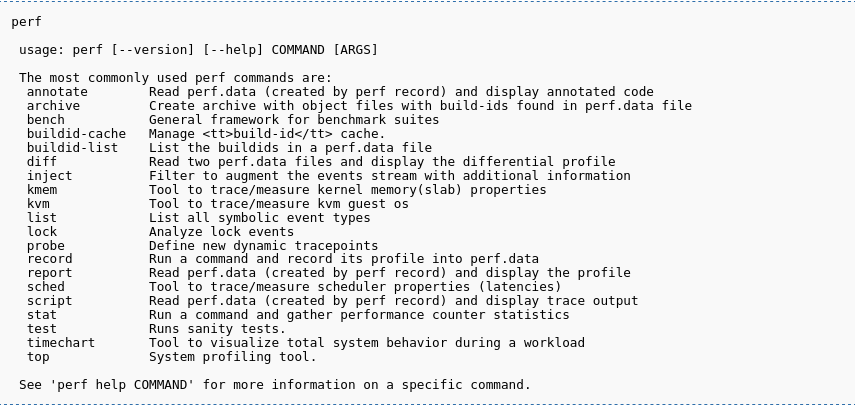 perf
usage: perf [--version] [--help] COMMAND [ARGS]
The most commonly used perf commands are:
annotate        Read perf.data (created by perf record) and display annotated code
archive         Create archive with object files with build-ids found in perf.data file
bench           General framework for benchmark suites
buildid-cache   Manage <tt>build-id</tt> cache.
buildid-list    List the buildids in a perf.data file
diff            Read two perf.data files and display the differential profile
inject          Filter to augment the events stream with additional information
kmem            Tool to trace/measure kernel memory(slab) properties
kvm             Tool to trace/measure kvm guest os
list            List all symbolic event types
lock            Analyze lock events
probe           Define new dynamic tracepoints
record          Run a command and record its profile into perf.data
report          Read perf.data (created by perf record) and display the profile
sched           Tool to trace/measure scheduler properties (latencies)
script          Read perf.data (created by perf record) and display trace output
stat            Run a command and gather performance counter statistics
test            Runs sanity tests.
timechart       Tool to visualize total system behavior during a workload
top             System profiling tool.
See 'perf help COMMAND' for more information on a specific command.